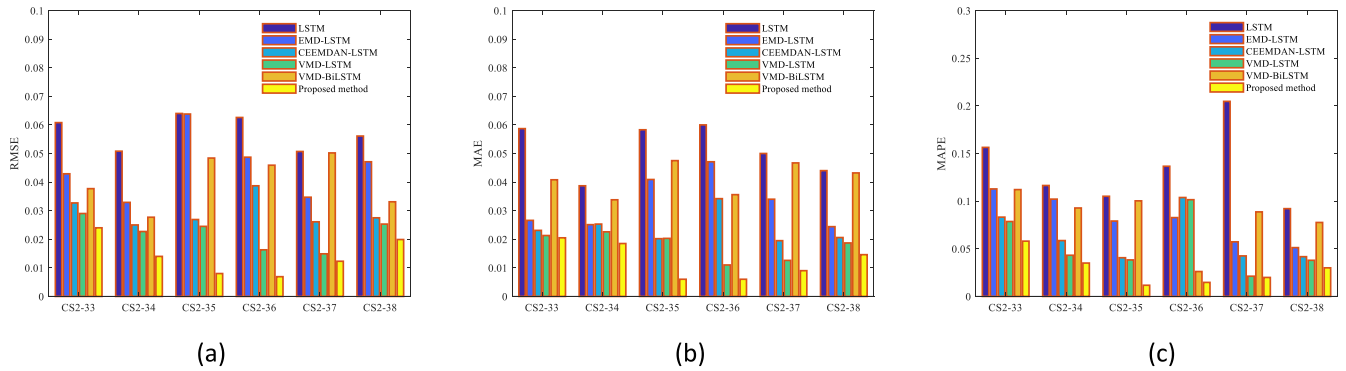 0.1
0.09
0.08
0.07
0.06
0.05
0.04
0.03
0.02
0.01
0
RMSE
LSTM
EMD-LSTM
CEEMDAN-LSTM
VMD-LSTM
VMD-BiLSTM
Proposed method
CS2-33 CS2-34 CS2-35 CS2-36 CS2-37 CS2-38
(a)
0.1
0.09
0.08
0.07
0.06
0.05
0.04
0.03
0.02
0.01
0
MAE
LSTM
EMD-LSTM
CEEMDAN-LSTM
VMD-LSTM
VMD-BiLSTM
Proposed method
CS2-33 CS2-34 CS2-35 CS2-36 CS2-37 CS2-38
(b)
0.3
0.25
0.2
0.15
0.1
0.05
0
MAPE
LSTM
EMD-LSTM
CEEMDAN-LSTM
VMD-LSTM
VMD-BiLSTM
Proposed method
CS2-33 CS2-34 CS2-35 CS2-36 CS2-37 CS2-38
(c)